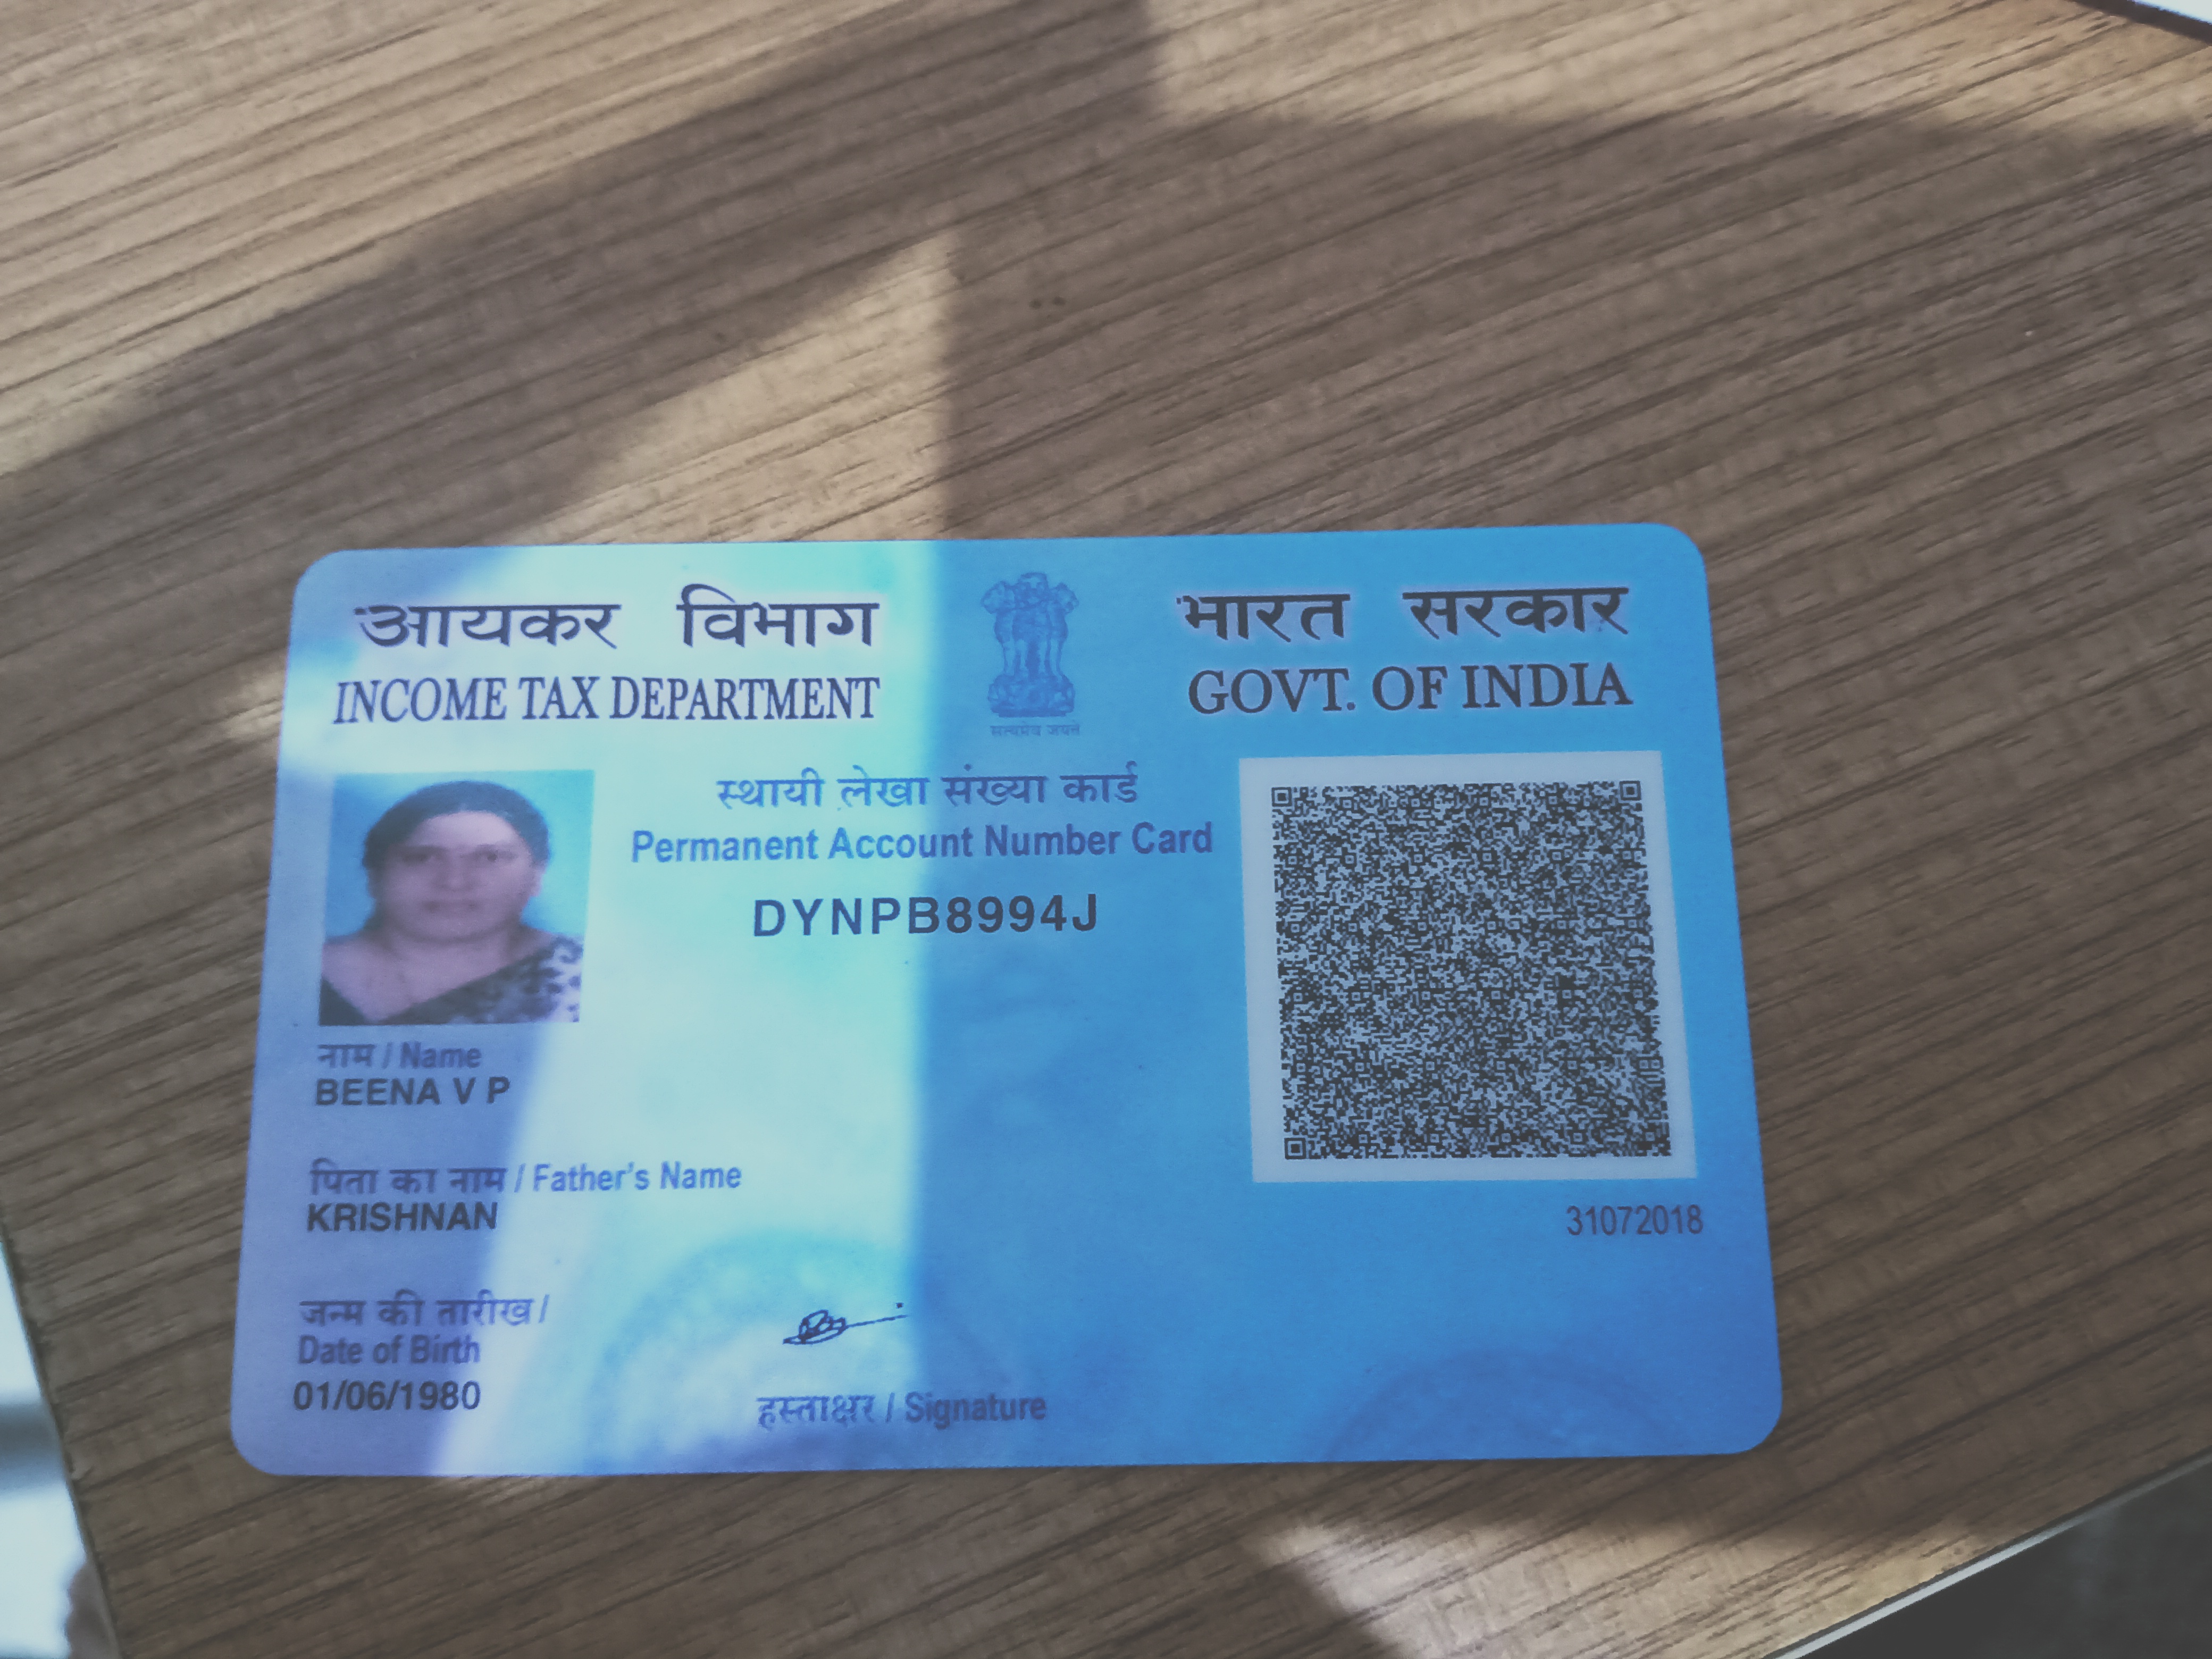 आयकर विभाग
INCOME TAX DEPARTMENT
भारत सरकार
GOVT. OF INDIA
सत्यमेव जयते
स्थायी लेखा संख्या कार्ड
Permanent Account Number Card
DYNPB8994J
नाम / Name
BEENA V P
पिता का नाम / Father's Name
KRISHNAN
31072018
जन्म की तारीख /
Date of Birth
01/06/1980
हस्ताक्षर / Signature